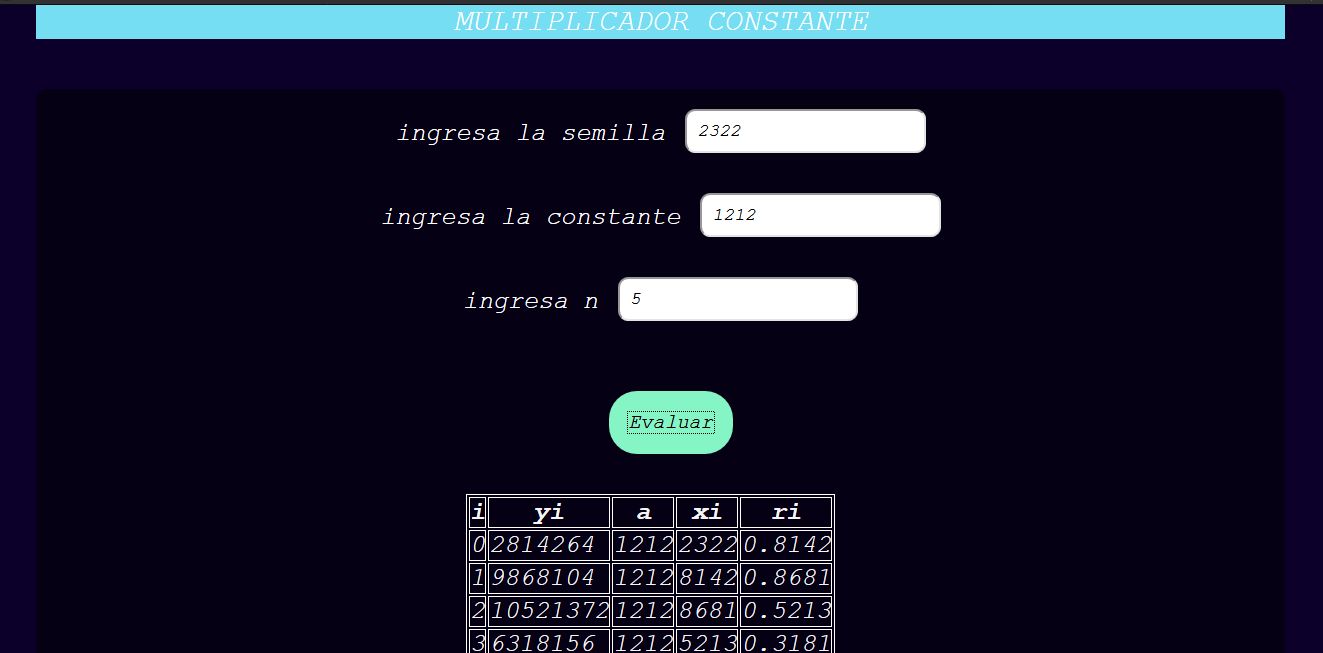 MULTIPLICADOR CONSTANTE
ingresa la semilla 2322
ingresa la constante 1212
ingresa n 5
Evaluar
i yi a xi ri
0 2814264 1212 2322 0.8142
1 9868104 1212 8142 0.8681
2 10521372 1212 8681 0.5213
3 6318156 1212 5213 0.3181